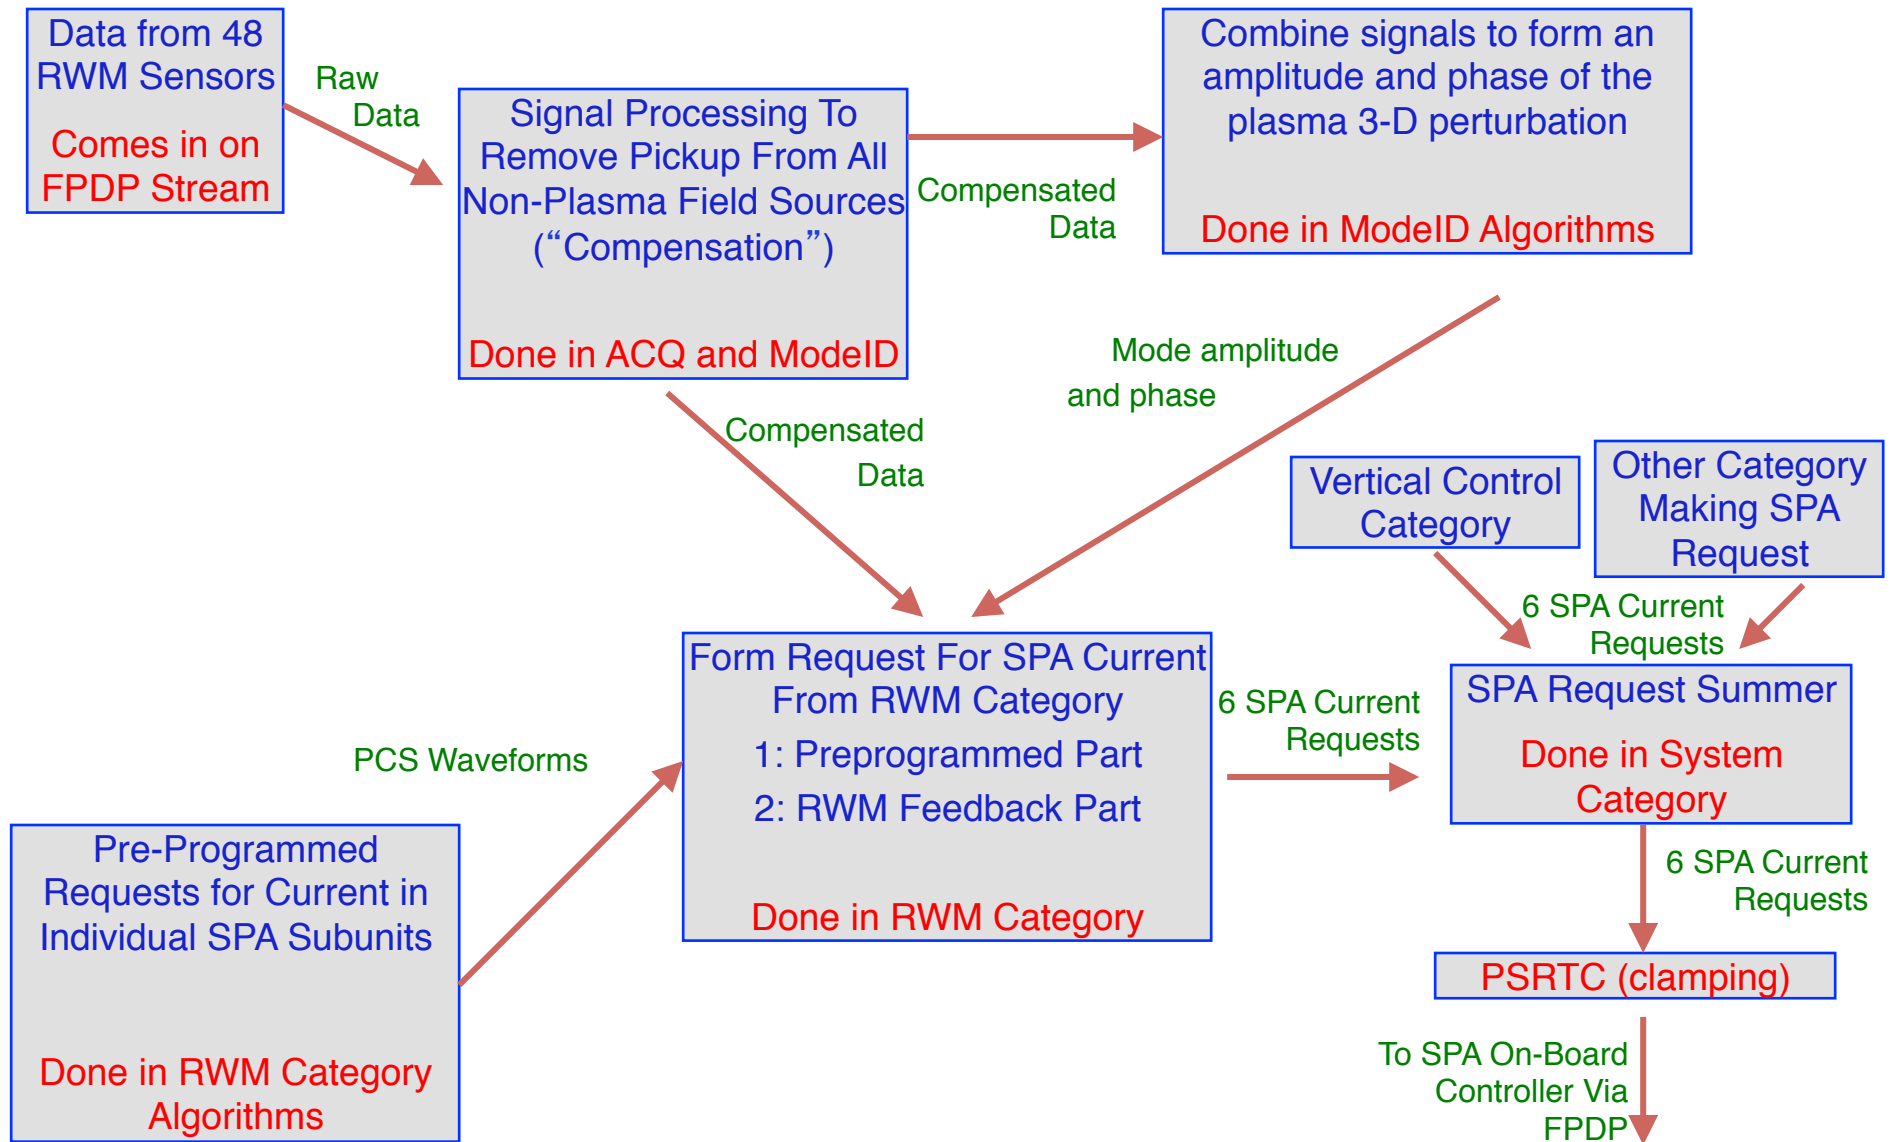 Data from 48
RWM Sensors
Comes in on
FPDP Stream
Raw
Data
Signal Processing To
Remove Pickup From All
Non-Plasma Field Sources
(“Compensation”)
Done in ACQ and ModeID
Compensated
Data
Combine signals to form an
amplitude and phase of the
plasma 3-D perturbation
Done in ModeID Algorithms
Mode amplitude
and phase
Compensated
Data
Vertical Control
Category
Other Category
Making SPA
Request
6 SPA Current
Requests
Form Request For SPA Current
From RWM Category
1: Preprogrammed Part
2: RWM Feedback Part
Done in RWM Category
6 SPA Current
Requests
SPA Request Summer
Done in System
Category
PCS Waveforms
Pre-Programmed
Requests for Current in
Individual SPA Subunits
Done in RWM Category
Algorithms
6 SPA Current
Requests
PSRTC (clamping)
To SPA On-Board
Controller Via
FPDP